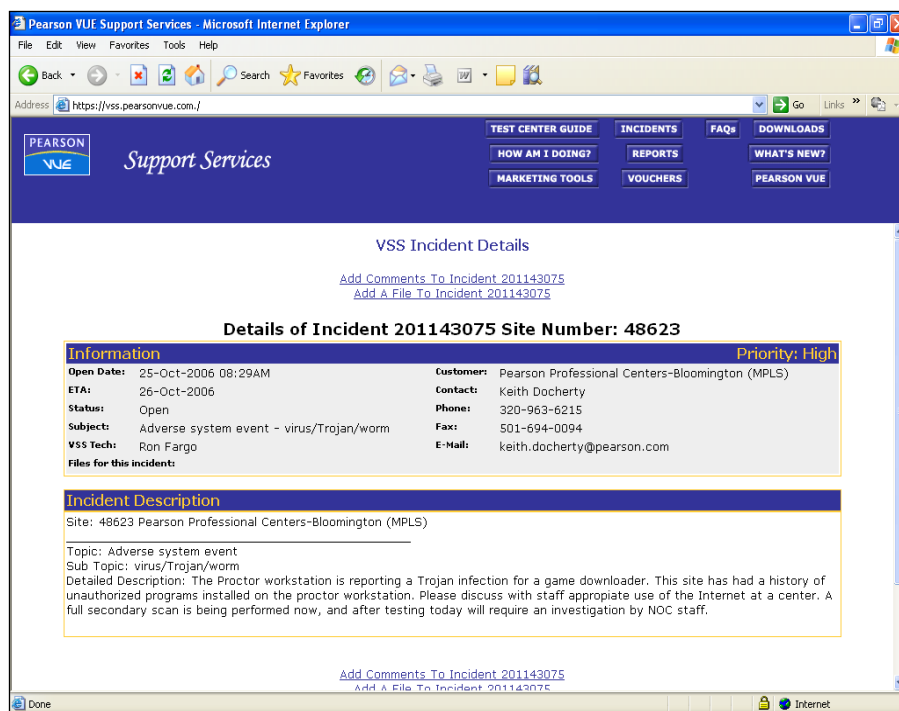 Pearson VUE Support Services - Microsoft Internet Explorer
File Edit View Favorites Tools Help
Back Search Favorites
Address https://vss.pearsonvue.com./ Go Links
PEARSON
VUE
Support Services
TEST CENTER GUIDE INCIDENTS FAQs DOWNLOADS
HOW AM I DOING? REPORTS WHAT'S NEW?
MARKETING TOOLS VOUCHERS PEARSON VUE
VSS Incident Details
Add Comments To Incident 201143075
Add A File To Incident 201143075
Details of Incident 201143075 Site Number: 48623
Information Priority: High
Open Date: 25-Oct-2006 08:29AM Customer: Pearson Professional Centers-Bloomington (MPLS)
ETA: 26-Oct-2006 Contact: Keith Docherty
Status: Open Phone: 320-963-6215
Subject: Adverse system event - virus/Trojan/worm Fax: 501-694-0094
VSS Tech: Ron Fargo E-Mail: keith.docherty@pearson.com
Files for this incident:
Incident Description
Site: 48623 Pearson Professional Centers-Bloomington (MPLS)
Topic: Adverse system event
Sub Topic: virus/Trojan/worm
Detailed Description: The Proctor workstation is reporting a Trojan infection for a game downloader. This site has had a history of
unauthorized programs installed on the proctor workstation. Please discuss with staff appropiate use of the Internet at a center. A
full secondary scan is being performed now, and after testing today will require an investigation by NOC staff.
Add Comments To Incident 201143075
Add A File To Incident 201143075
Done Internet